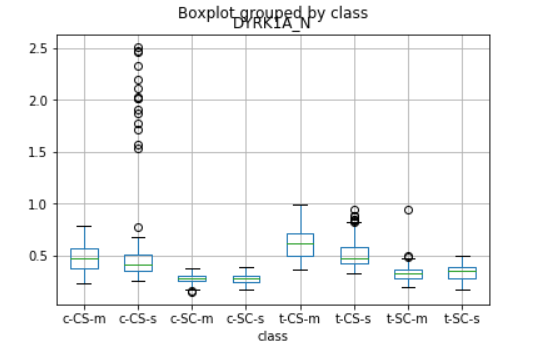 Boxplot grouped by class
DYRK1A_N
2.5
2.0
1.5
1.0
0.5
c-CS-m c-CS-s c-SC-m c-SC-s t-CS-m t-CS-s t-SC-m t-SC-s
class